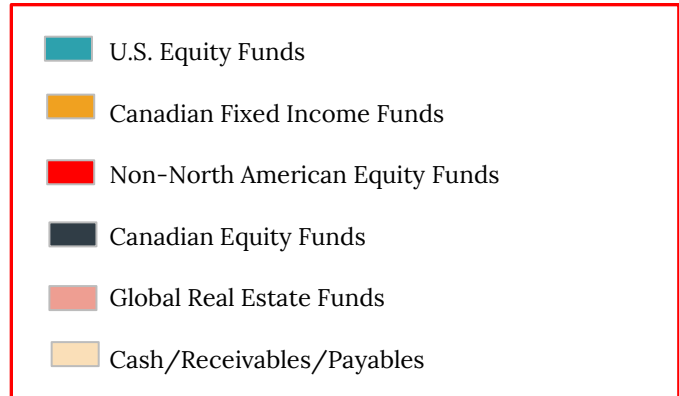 U.S. Equity Funds
Canadian Fixed Income Funds
Non-North American Equity Funds
Canadian Equity Funds
Global Real Estate Funds
Cash/Receivables/Payables